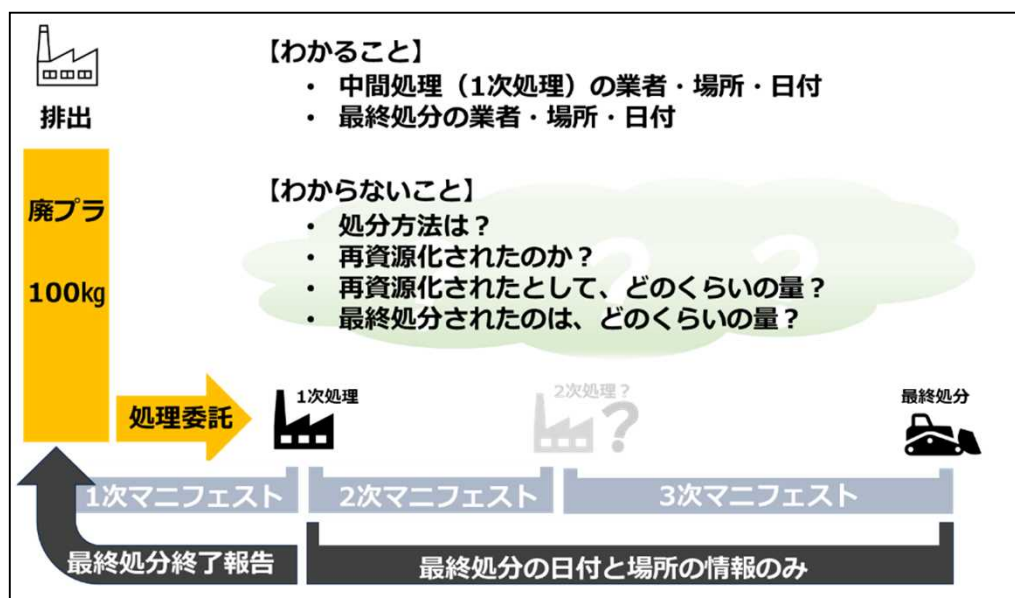 排出
廃プラ
100kg
処理委託
【わかること】
• 中間処理（1次処理）の業者・場所・日付
• 最終処分の業者・場所・日付
【わからないこと】
• 処分方法は？
• 再資源化されたのか？
• 再資源化されたとして、どのくらいの量？
• 最終処分されたのは、どのくらいの量？
? ?
1次処理
2次処理？
?
最終処分
1次マニフェスト
2次マニフェスト
3次マニフェスト
最終処分終了報告
最終処分の日付と場所の情報のみ